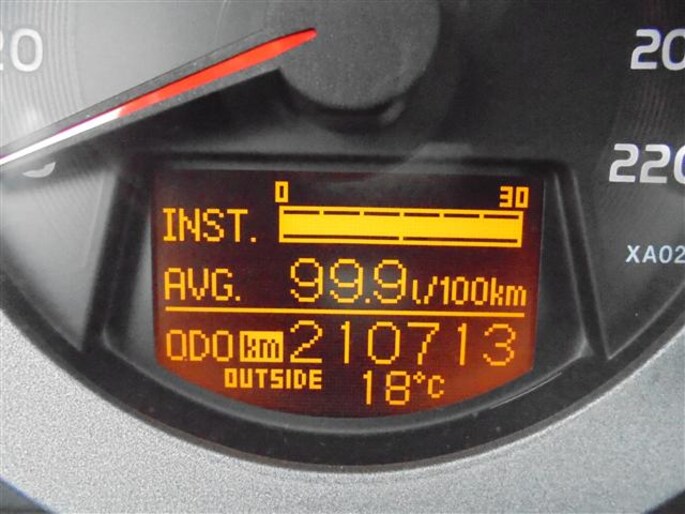 20
20
220
0 30
INST.
XA02
AVG. 99.9 l/100km
ODO km 210713
OUTSIDE 18°C